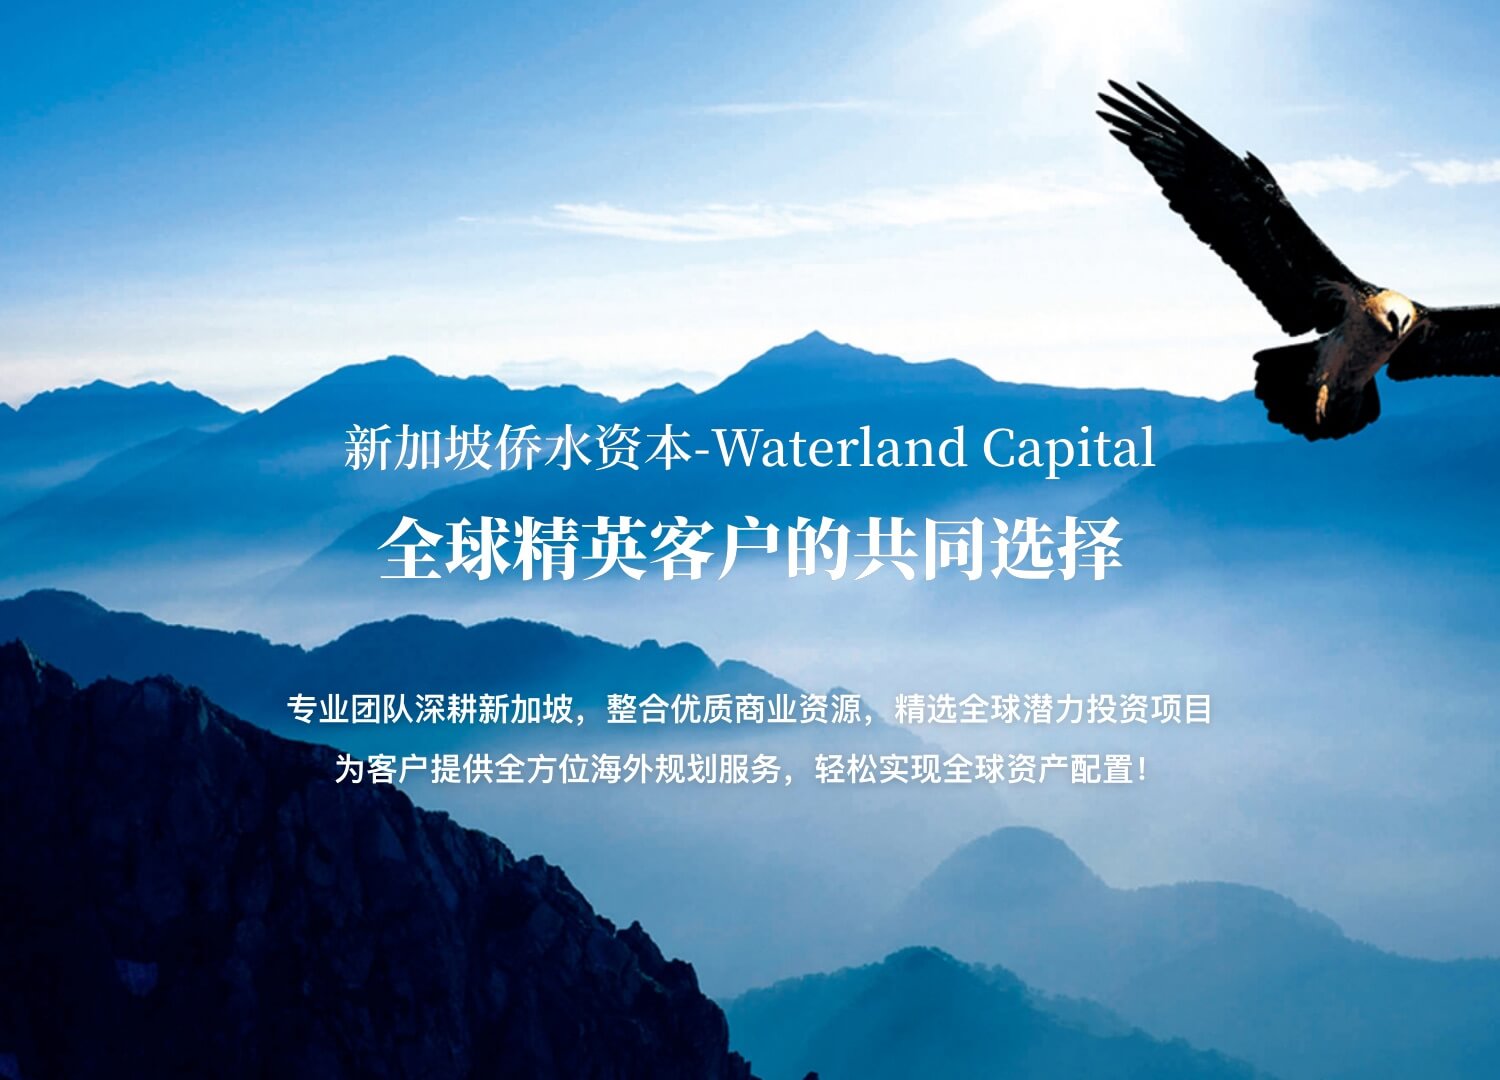 新加坡侨水资本-Waterland Capital
全球精英客户的共同选择
专业团队深耕新加坡，整合优质商业资源，精选全球潜力投资项目
为客户提供全方位海外规划服务，轻松实现全球资产配置！